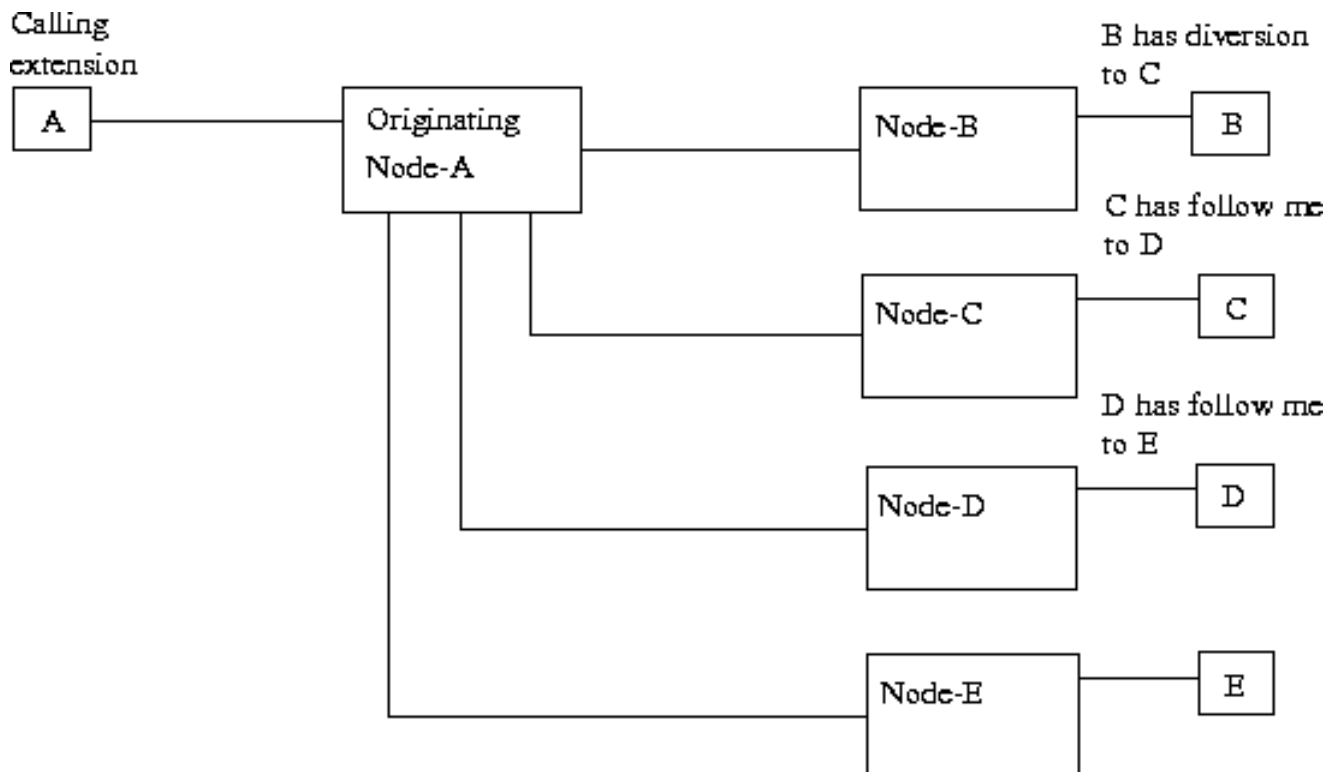 Calling
extension
A
Originating
Node-A
Node-B
B has diversion
to C
B
C has follow me
to D
Node-C
C
D has follow me
to E
Node-D
D
Node-E
E